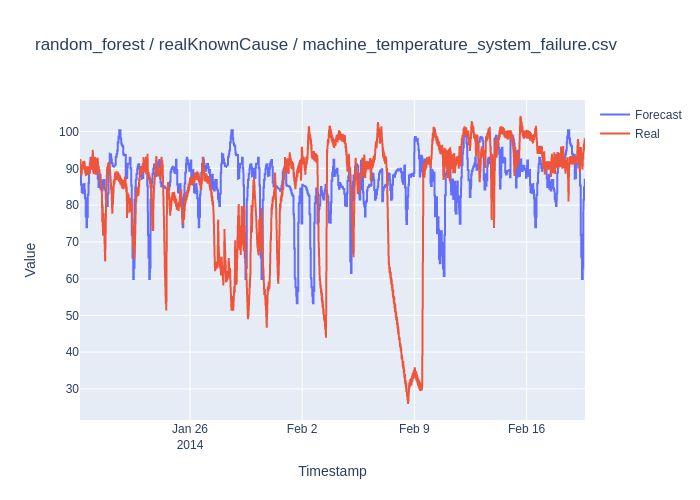 random_forest / realKnownCause / machine_temperature_system_failure.csv
Forecast
Real
Value
100
90
80
70
60
50
40
30
Jan 26
2014
Feb 2
Feb 9
Feb 16
Timestamp